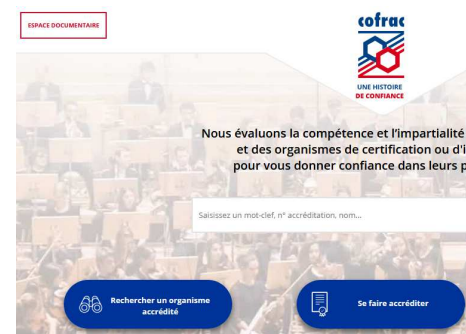 ESPACE DOCUMENTAIRE
cofrac
UNE HISTOIRE
DE CONFIANCE
Nous évaluons la compétence et l'impartialité
et des organismes de certification ou d'i
pour vous donner confiance dans leurs p
Saisissez un mot-clef, n° accréditation, nom...
Rechercher un organisme
accrédité
Se faire accréditer